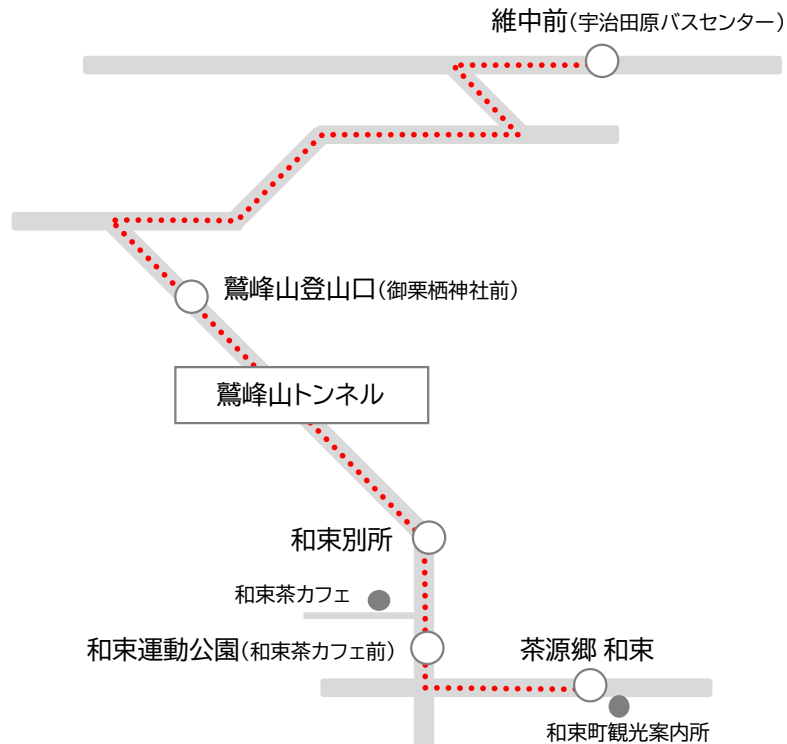 維中前(宇治田原バスセンター)
鷲峰山登山口(御栗栖神社前)
鷲峰山トンネル
和束別所
和束茶カフェ
和束運動公園(和束茶カフェ前)
茶源郷 和束
和束町観光案内所